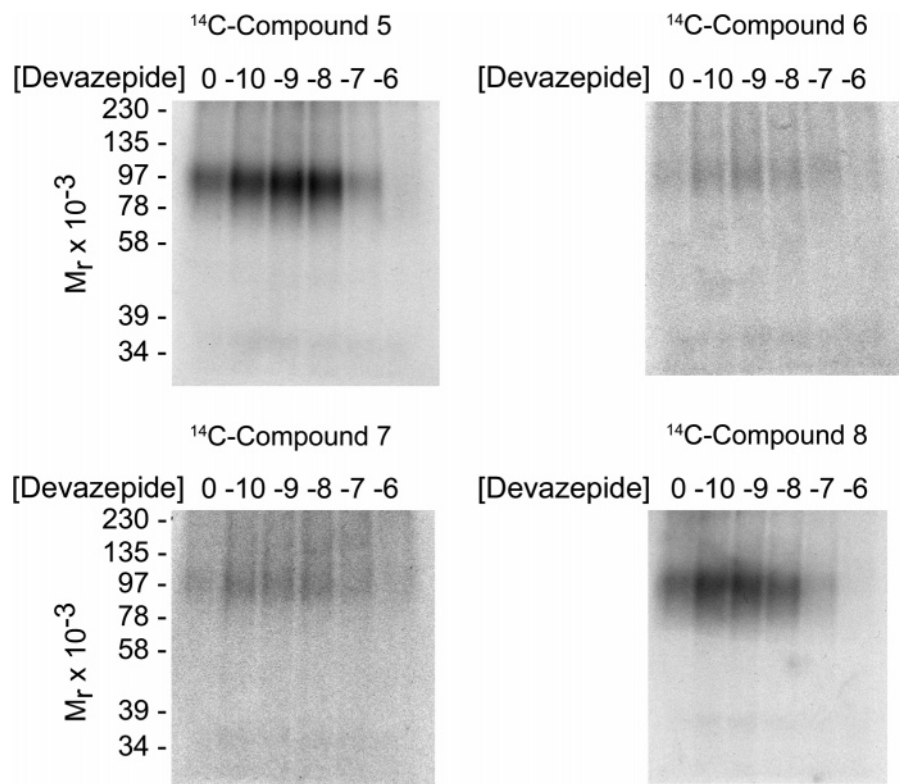 ¹⁴C-Compound 5
[Devazepide] 0 -10 -9 -8 -7 -6
230 -
135 -
97 -
78 -
58 -
39 -
34 -
Mᵣ x 10⁻³
¹⁴C-Compound 6
[Devazepide] 0 -10 -9 -8 -7 -6
¹⁴C-Compound 7
[Devazepide] 0 -10 -9 -8 -7 -6
230 -
135 -
97 -
78 -
58 -
39 -
34 -
Mᵣ x 10⁻³
¹⁴C-Compound 8
[Devazepide] 0 -10 -9 -8 -7 -6